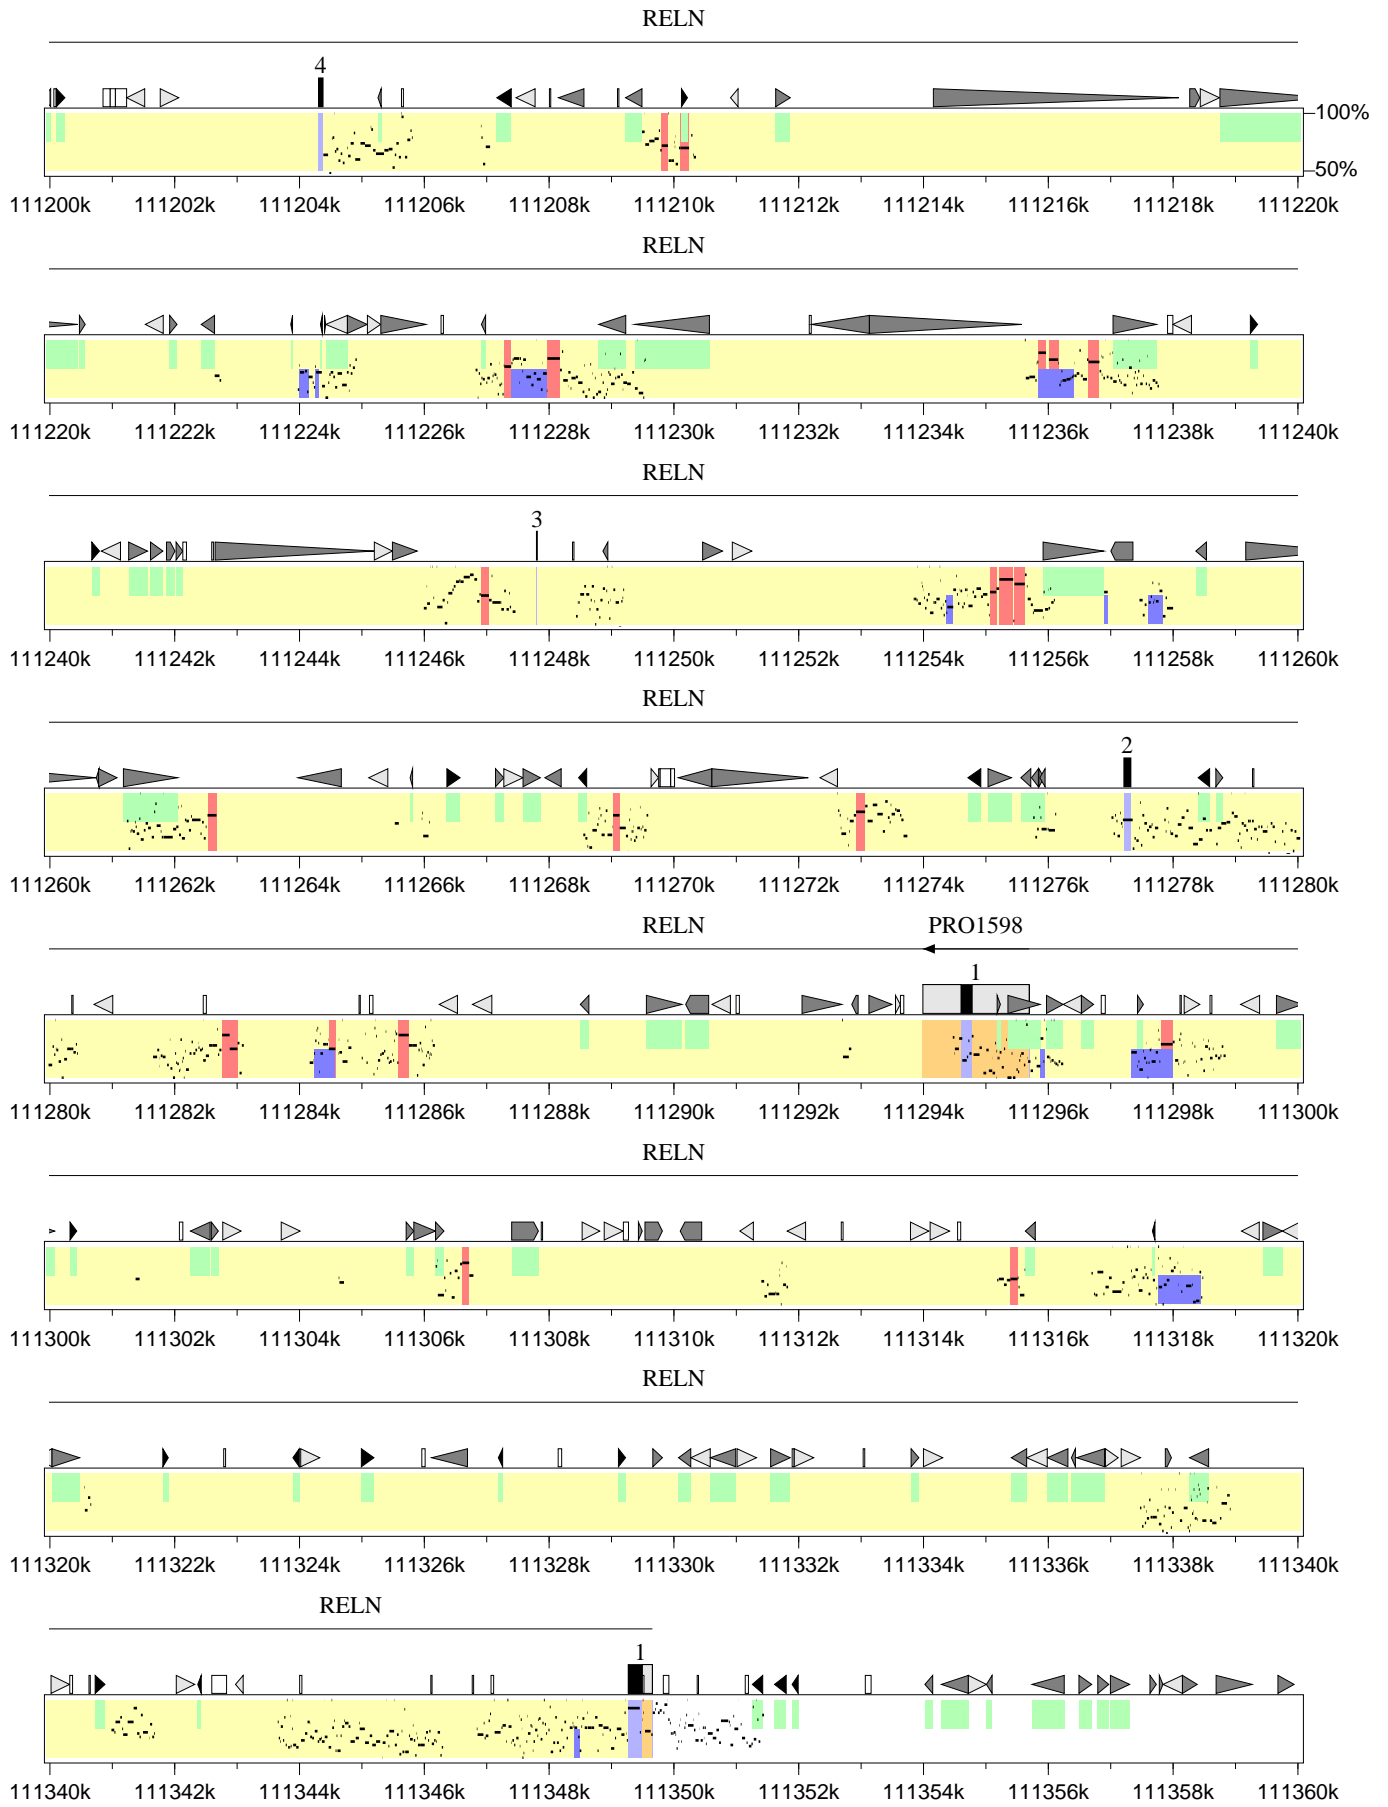 RELN
4
100%
50%
111200k 111202k 111204k 111206k 111208k 111210k 111212k 111214k 111216k 111218k 111220k
RELN
111220k 111222k 111224k 111226k 111228k 111230k 111232k 111234k 111236k 111238k 111240k
RELN
3
111240k 111242k 111244k 111246k 111248k 111250k 111252k 111254k 111256k 111258k 111260k
RELN
2
111260k 111262k 111264k 111266k 111268k 111270k 111272k 111274k 111276k 111278k 111280k
RELN PRO1598
1
111280k 111282k 111284k 111286k 111288k 111290k 111292k 111294k 111296k 111298k 111300k
RELN
111300k 111302k 111304k 111306k 111308k 111310k 111312k 111314k 111316k 111318k 111320k
RELN
111320k 111322k 111324k 111326k 111328k 111330k 111332k 111334k 111336k 111338k 111340k
RELN
1
111340k 111342k 111344k 111346k 111348k 111350k 111352k 111354k 111356k 111358k 111360k